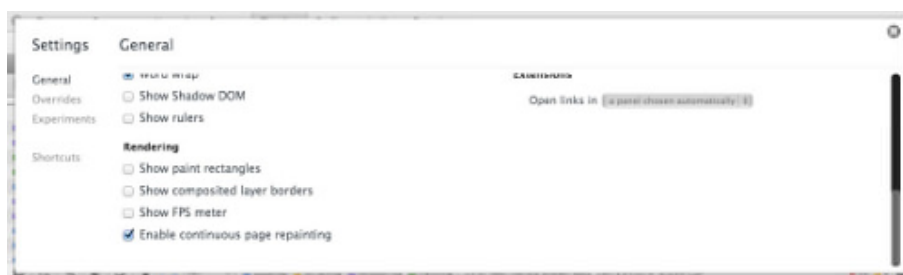 Settings
General
General
Overrides
Experiments
Shortcuts
Word wrap
Show Shadow DOM
Show rulers
Rendering
Show paint rectangles
Show composited layer borders
Show FPS meter
Enable continuous page repainting
Extensions
Open links in a panel chosen automatically